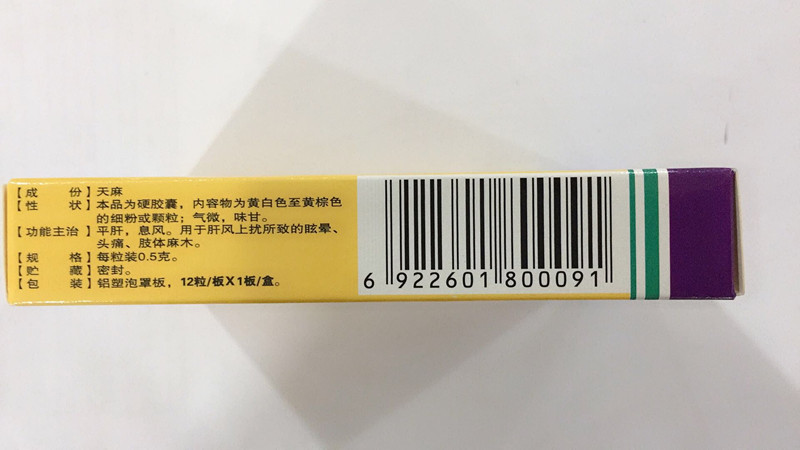 【成　　份】天麻
【性　　状】本品为硬胶囊，内容物为黄白色至黄棕色
的细粉或颗粒；气微，味甘。
【功能主治】平肝，息风。用于肝风上扰所致的眩晕、
头痛、肢体麻木。
【规　　格】每粒装0.5克。
【贮　　藏】密封。
【包　　装】铝塑泡罩板，12粒/板X1板/盒。
6 922601 800091